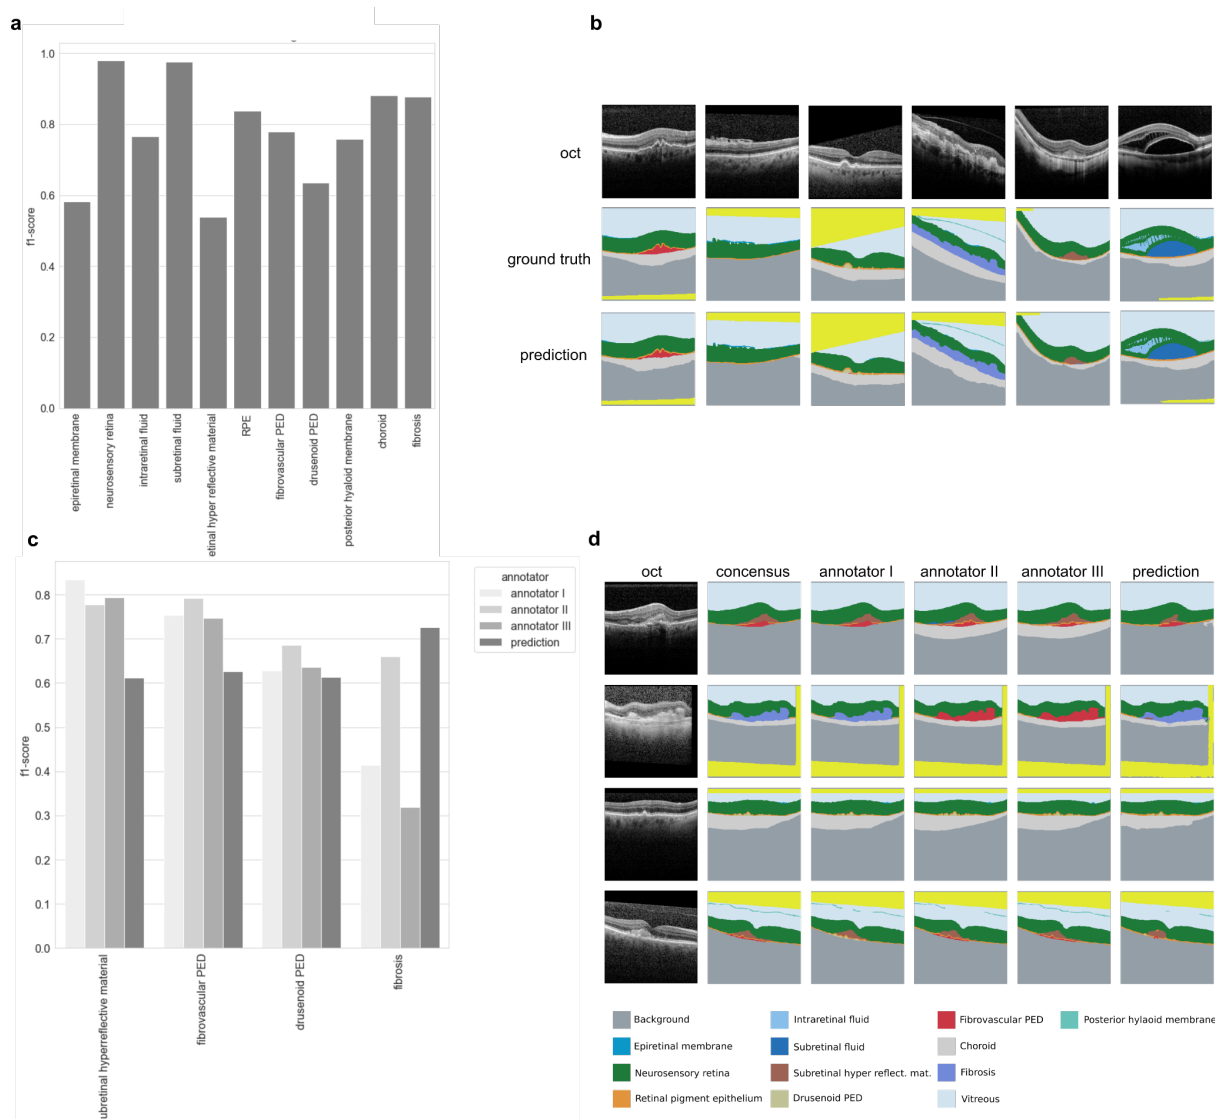 a
1.0
0.8
0.6
0.4
0.2
0.0
f1-score
epiretinal membrane
neurosensory retina
intraretinal fluid
subretinal fluid
etinal hyper reflective material
RPE
fibrovascular PED
drusenoid PED
posterior hyaloid membrane
choroid
fibrosis
b
oct
ground truth
prediction
c
0.8
0.7
0.6
0.5
0.4
0.3
0.2
0.1
0.0
f1-score
annotator
annotator I
annotator II
annotator III
prediction
ubretinal hyperreflective material
fibrovascular PED
drusenoid PED
fibrosis
d
oct consensus annotator I annotator II annotator III prediction
Background Intraretinal fluid Fibrovascular PED Posterior hylaoid membrane
Epiretinal membrane Subretinal fluid Choroid
Neurosensory retina Subretinal hyper reflect. mat. Fibrosis
Retinal pigment epithelium Drusenoid PED Vitreous